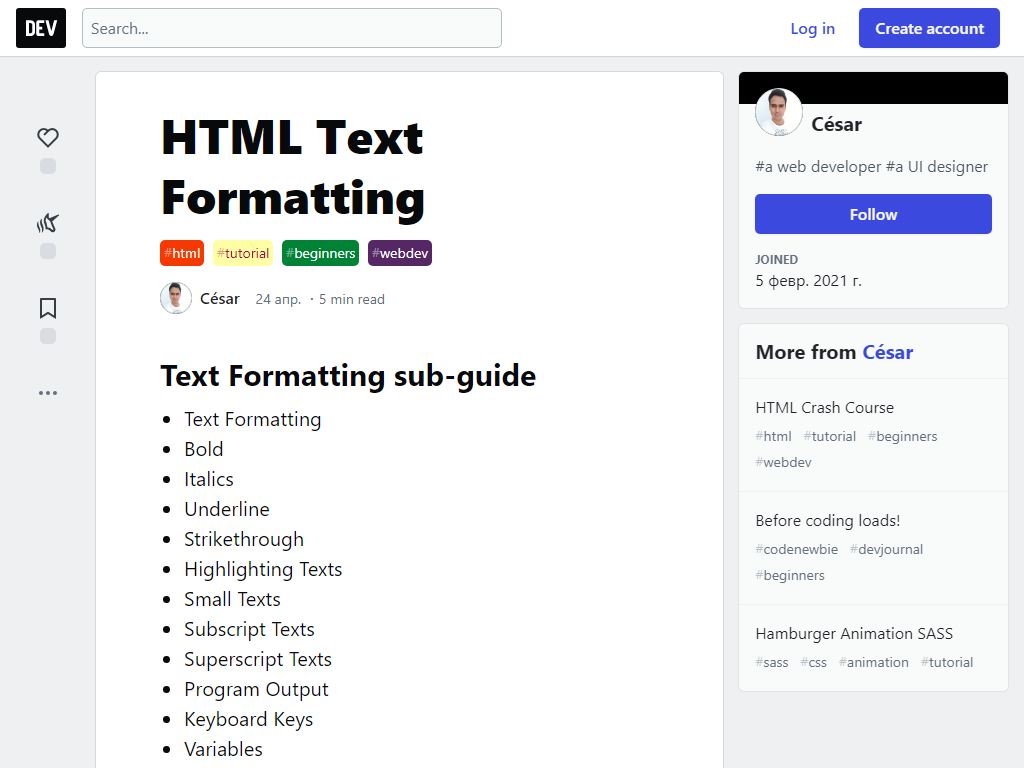 DEV
Search...
Log in
Create account
HTML Text
Formatting
#html #tutorial #beginners #webdev
César 24 апр. · 5 min read
Text Formatting sub-guide
Text Formatting
Bold
Italics
Underline
Strikethrough
Highlighting Texts
Small Texts
Subscript Texts
Superscript Texts
Program Output
Keyboard Keys
Variables
César
#a web developer #a UI designer
Follow
JOINED
5 февр. 2021 г.
More from César
HTML Crash Course
#html #tutorial #beginners
#webdev
Before coding loads!
#codenewbie #devjournal
#beginners
Hamburger Animation SASS
#sass #css #animation #tutorial